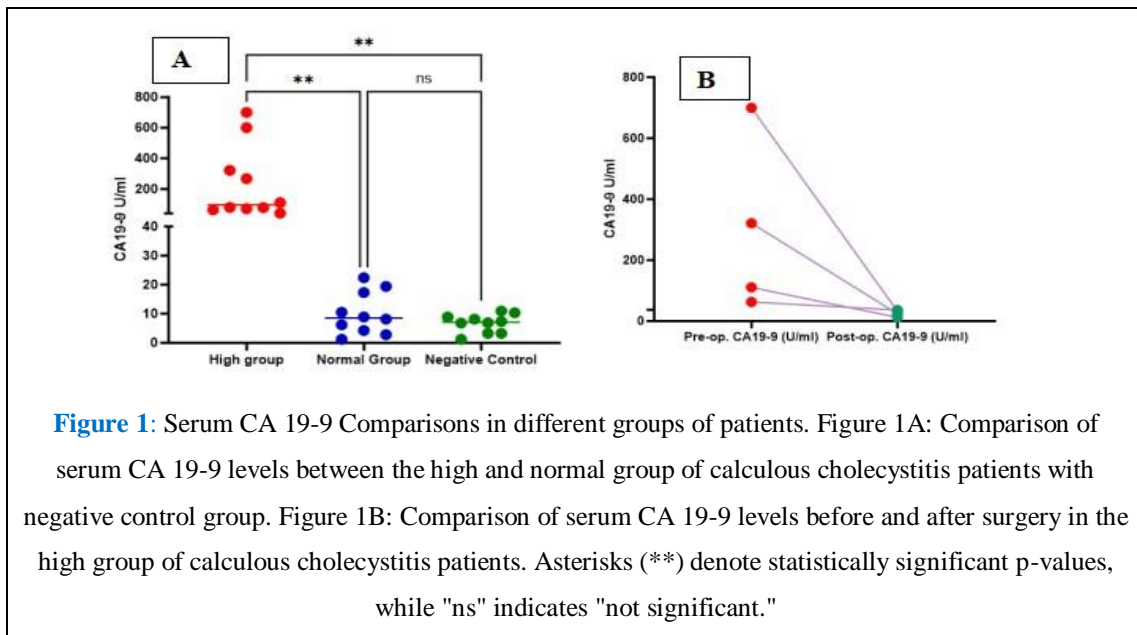 A
**
**
ns
CA19-9 U/ml
800
600
400
200
40
30
20
10
0
High group
Normal Group
Negative Control
B
CA19-9 U/ml
800
600
400
200
0
Pre-op. CA19-9 (U/ml)
Post-op. CA19-9 (U/ml)
Figure 1: Serum CA 19-9 Comparisons in different groups of patients. Figure 1A: Comparison of
serum CA 19-9 levels between the high and normal group of calculous cholecystitis patients with
negative control group. Figure 1B: Comparison of serum CA 19-9 levels before and after surgery in the
high group of calculous cholecystitis patients. Asterisks (**) denote statistically significant p-values,
while "ns" indicates "not significant."